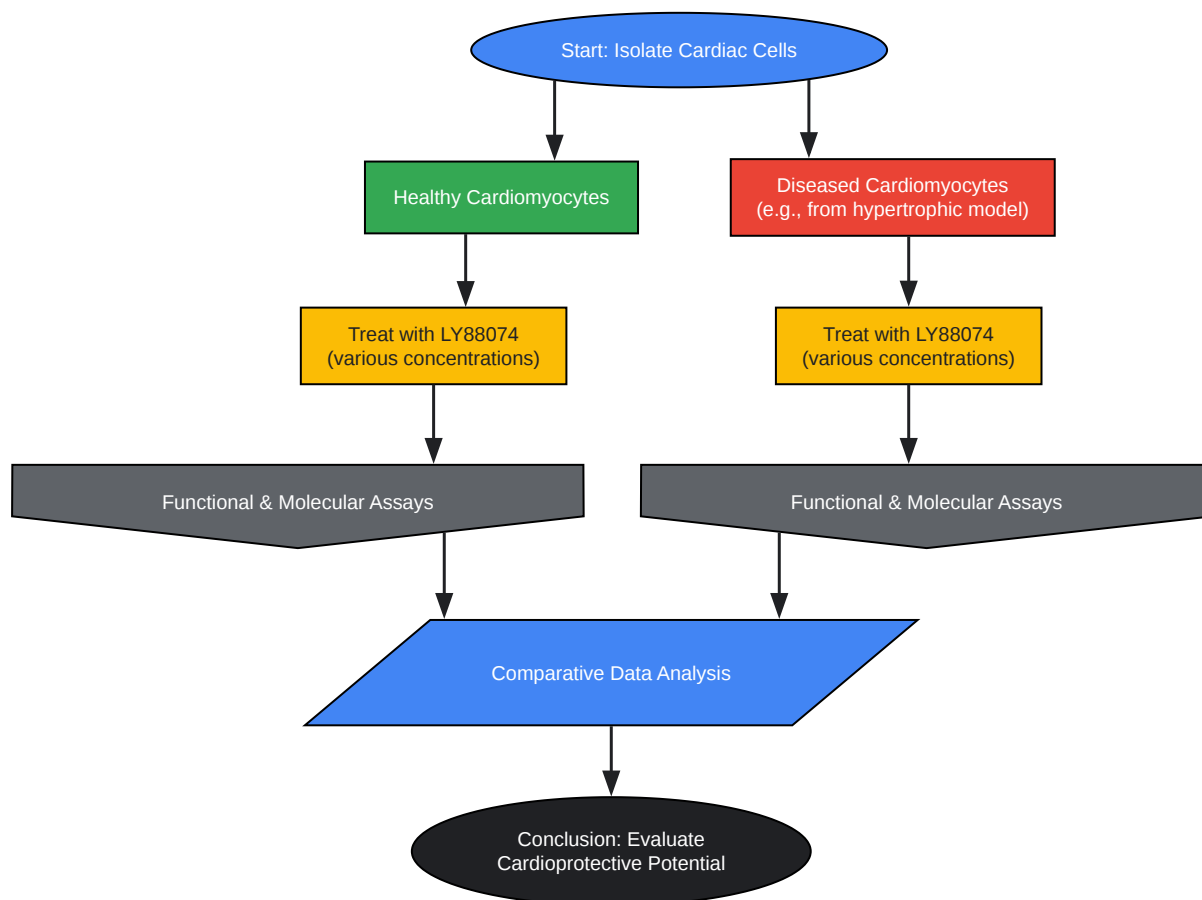 Start: Isolate Cardiac Cells
Healthy Cardiomyocytes
Diseased Cardiomyocytes
(e.g., from hypertrophic model)
Treat with LY88074
(various concentrations)
Treat with LY88074
(various concentrations)
Functional & Molecular Assays
Functional & Molecular Assays
Comparative Data Analysis
Conclusion: Evaluate
Cardioprotective Potential